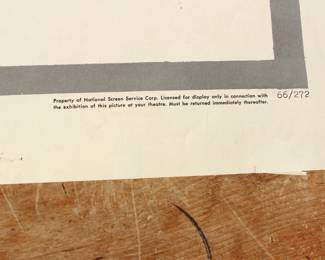 Property of National Screen Service Corp. Licensed for display only in connection with
the exhibition of this picture at your theatre. Must be returned immediately thereafter.
66/272